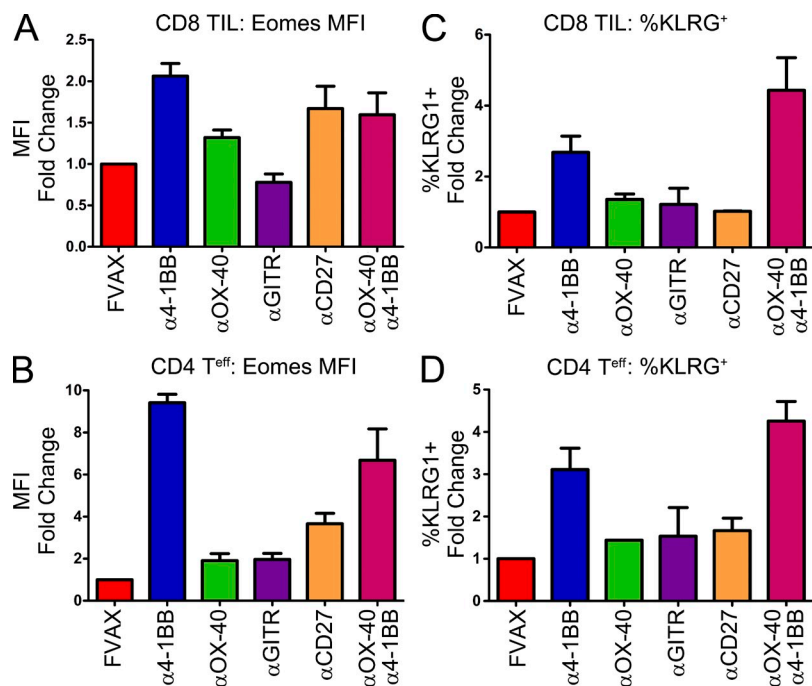 A
CD8 TIL: Eomes MFI
MFI
Fold Change
2.5
2.0
1.5
1.0
0.5
0.0
FVAX
α4-1BB
αOX-40
αGITR
αCD27
αOX-40
α4-1BB
C
CD8 TIL: %KLRG⁺
%KLRG1+
Fold Change
6
4
2
0
FVAX
α4-1BB
αOX-40
αGITR
αCD27
αOX-40
α4-1BB
B
CD4 Tᵉᶠᶠ: Eomes MFI
MFI
Fold Change
10
8
6
4
2
0
FVAX
α4-1BB
αOX-40
αGITR
αCD27
αOX-40
α4-1BB
D
CD4 Tᵉᶠᶠ: %KLRG⁺
%KLRG1+
Fold Change
5
4
3
2
1
0
FVAX
α4-1BB
αOX-40
αGITR
αCD27
αOX-40
α4-1BB